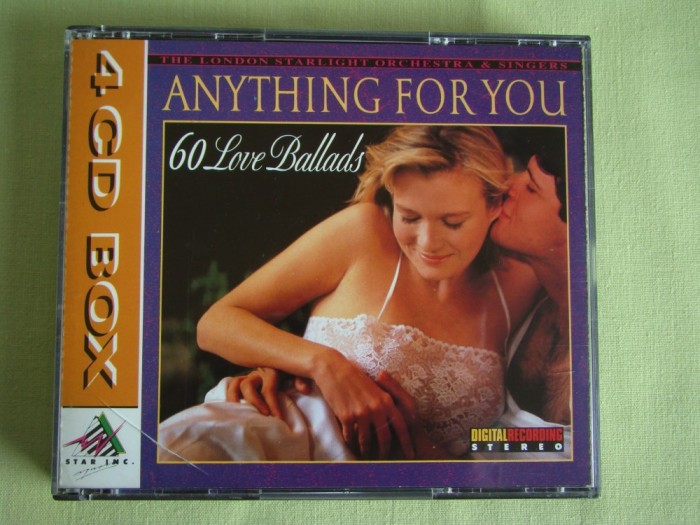 THE LONDON STARLIGHT ORCHESTRA & SINGERS
ANYTHING FOR YOU
60 Love Ballads
4 CD BOX
STAR INC.
DIGITAL RECORDING
STEREO